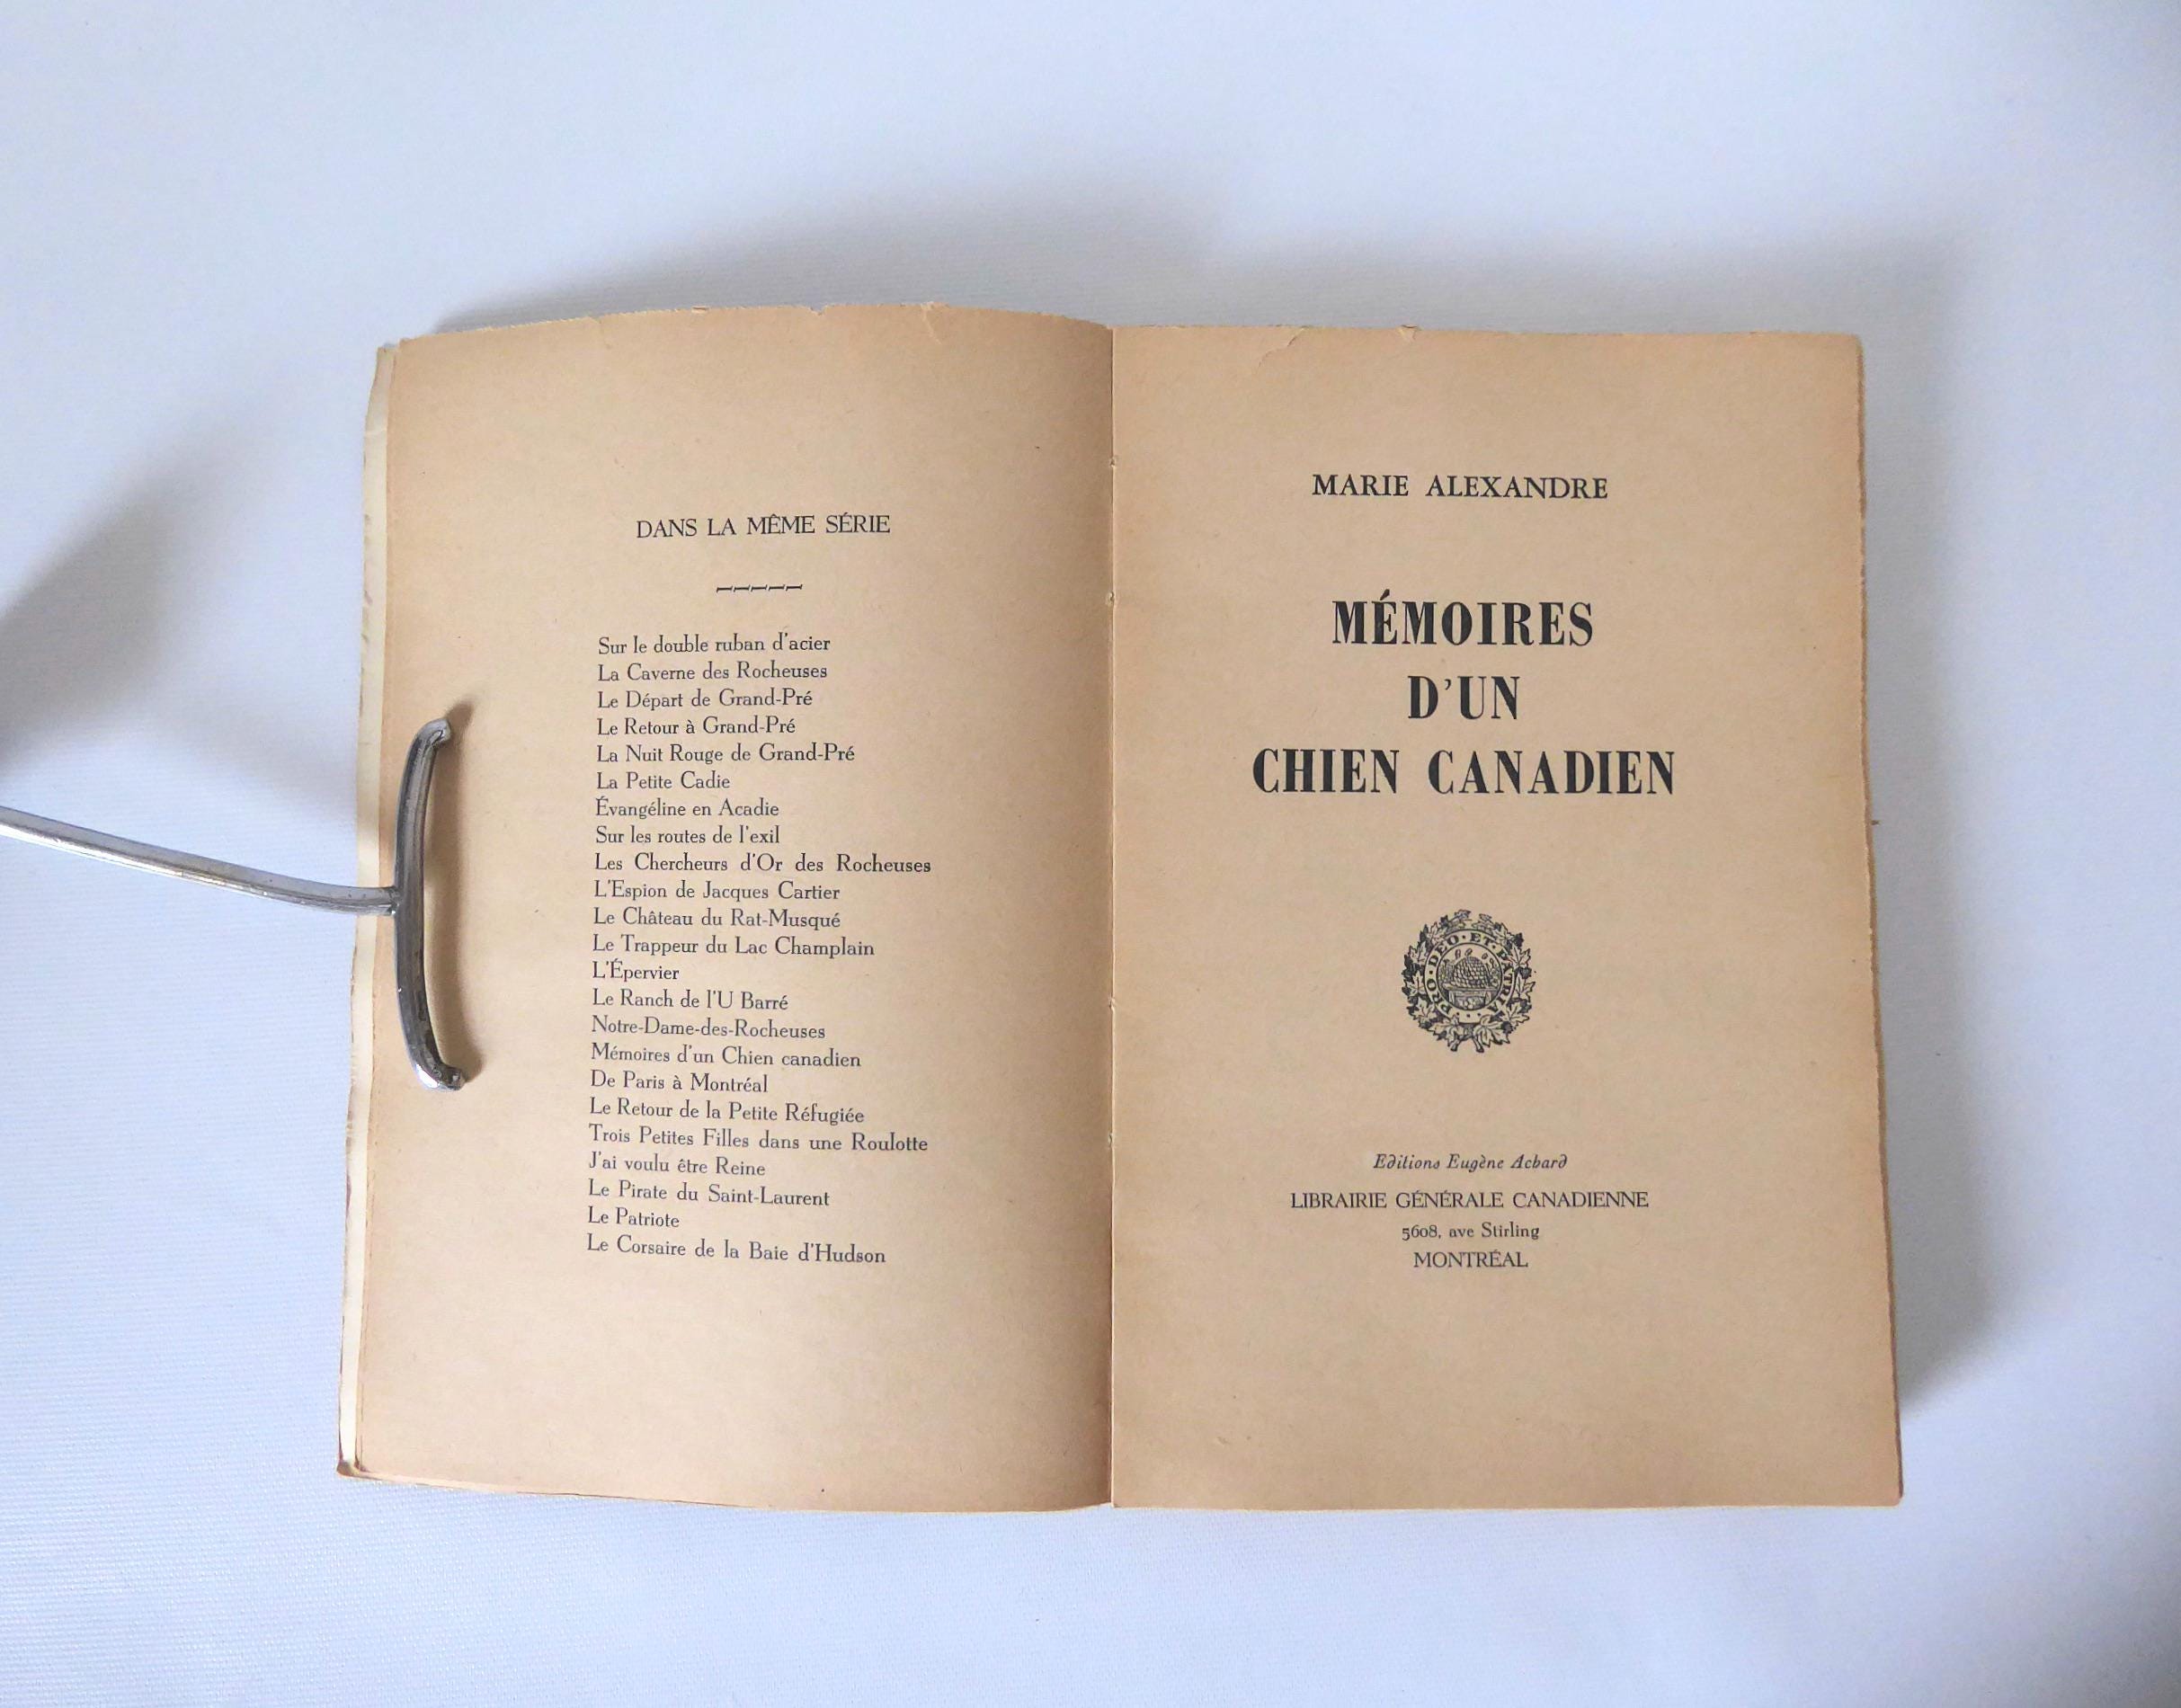 DANS LA MÊME SÉRIE
Sur le double ruban d'acier
La Caverne des Rocheuses
Le Départ de Grand-Pré
Le Retour à Grand-Pré
La Nuit Rouge de Grand-Pré
La Petite Cadie
Évangéline en Acadie
Sur les routes de l'exil
Les Chercheurs d'Or des Rocheuses
L'Espion de Jacques Cartier
Le Château du Rat-Musqué
Le Trappeur du Lac Champlain
L'Épervier
Le Ranch de l'U Barré
Notre-Dame-des-Rocheuses
Mémoires d'un Chien canadien
De Paris à Montréal
Le Retour de la Petite Réfugiée
Trois Petites Filles dans une Roulotte
J'ai voulu être Reine
Le Pirate du Saint-Laurent
Le Patriote
Le Corsaire de la Baie d'Hudson
MARIE ALEXANDRE
MÉMOIRES
D'UN
CHIEN CANADIEN
PRO·DEO·ET·PATRIA
Editions Eugène Achard
LIBRAIRIE GÉNÉRALE CANADIENNE
5608, ave Stirling
MONTRÉAL